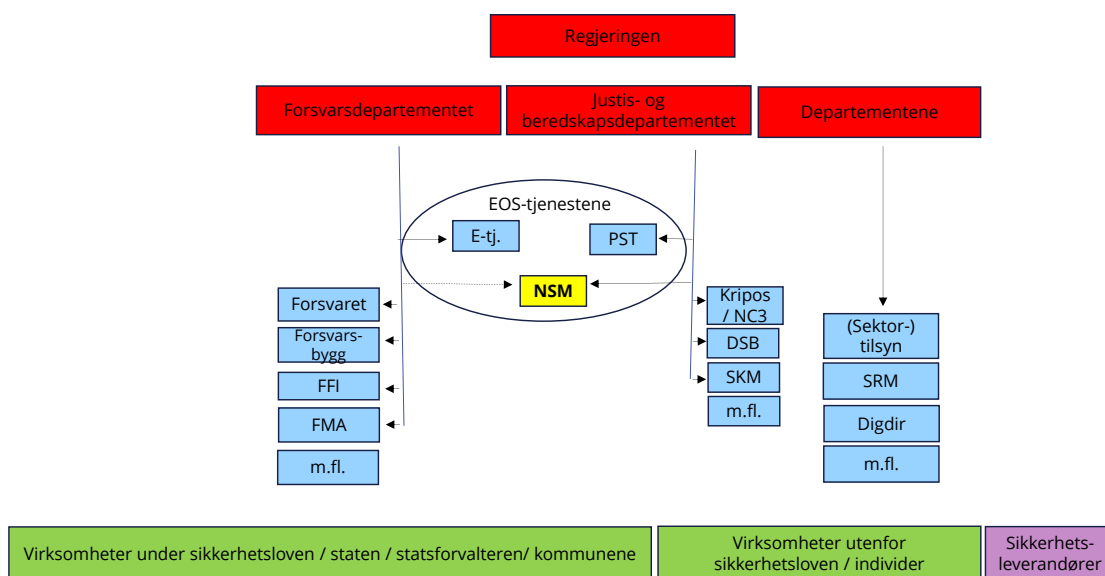 Regjeringen
Forsvarsdepartementet
Justis- og
beredskapsdepartementet
Departementene
EOS-tjenestene
E-tj.
PST
NSM
Forsvaret
Forsvars-
bygg
FFI
FMA
m.fl.
Kripos
/ NC3
DSB
SKM
m.fl.
(Sektor-)
tilsyn
SRM
Digdir
m.fl.
Virksomheter under sikkerhetsloven / staten / statsforvalteren/ kommunene
Virksomheter utenfor
sikkerhetsloven / individer
Sikkerhets-
leverandører